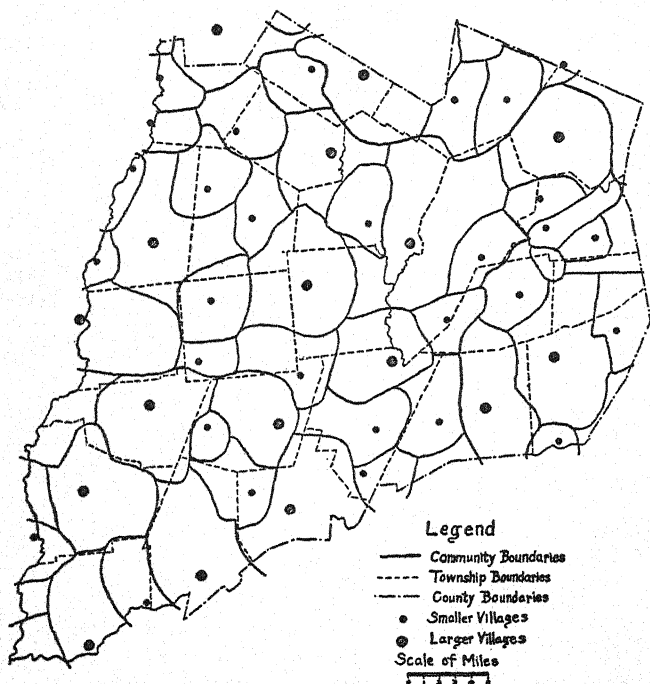 Legend
Community Boundaries
Township Boundaries
County Boundaries
Smaller Villages
Larger Villages
Scale of Miles